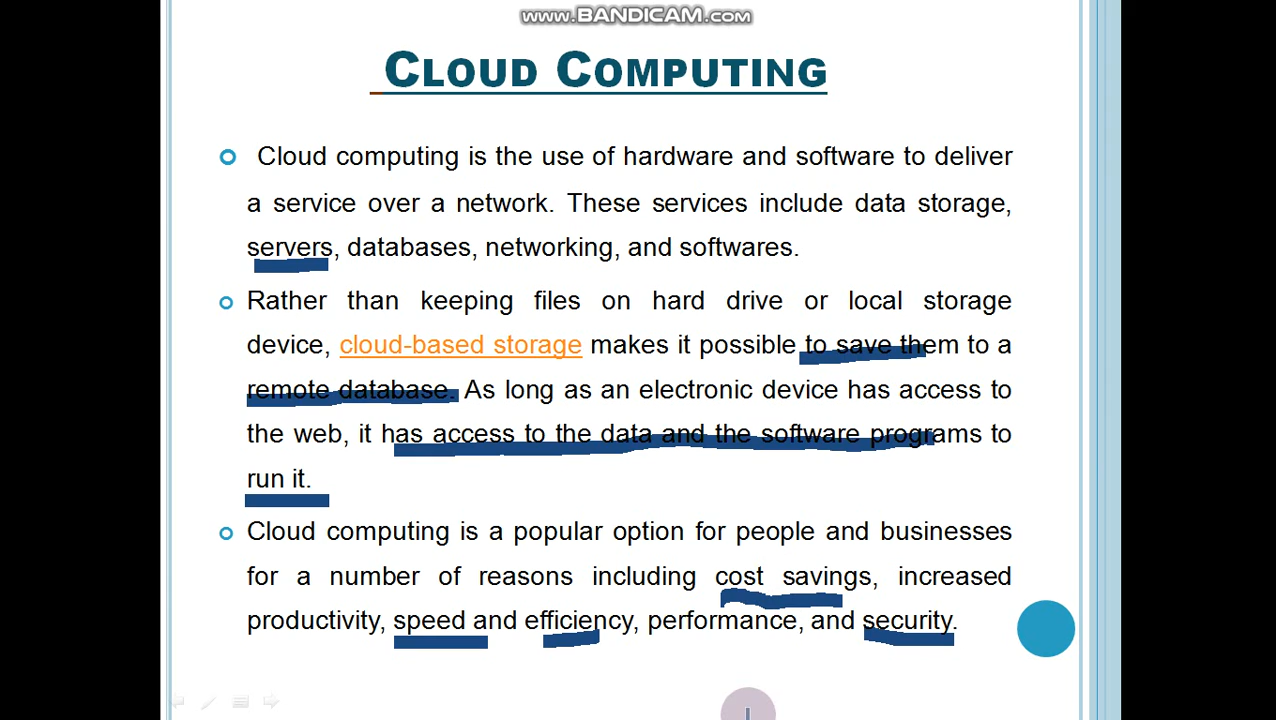 www.BANDICAM.com
CLOUD COMPUTING
Cloud computing is the use of hardware and software to deliver
a service over a network. These services include data storage,
servers, databases, networking, and softwares.
Rather than keeping files on hard drive or local storage
device, cloud-based storage makes it possible to save them to a
remote database. As long as an electronic device has access to
the web, it has access to the data and the software programs to
run it.
Cloud computing is a popular option for people and businesses
for a number of reasons including cost savings, increased
productivity, speed and efficiency, performance, and security.